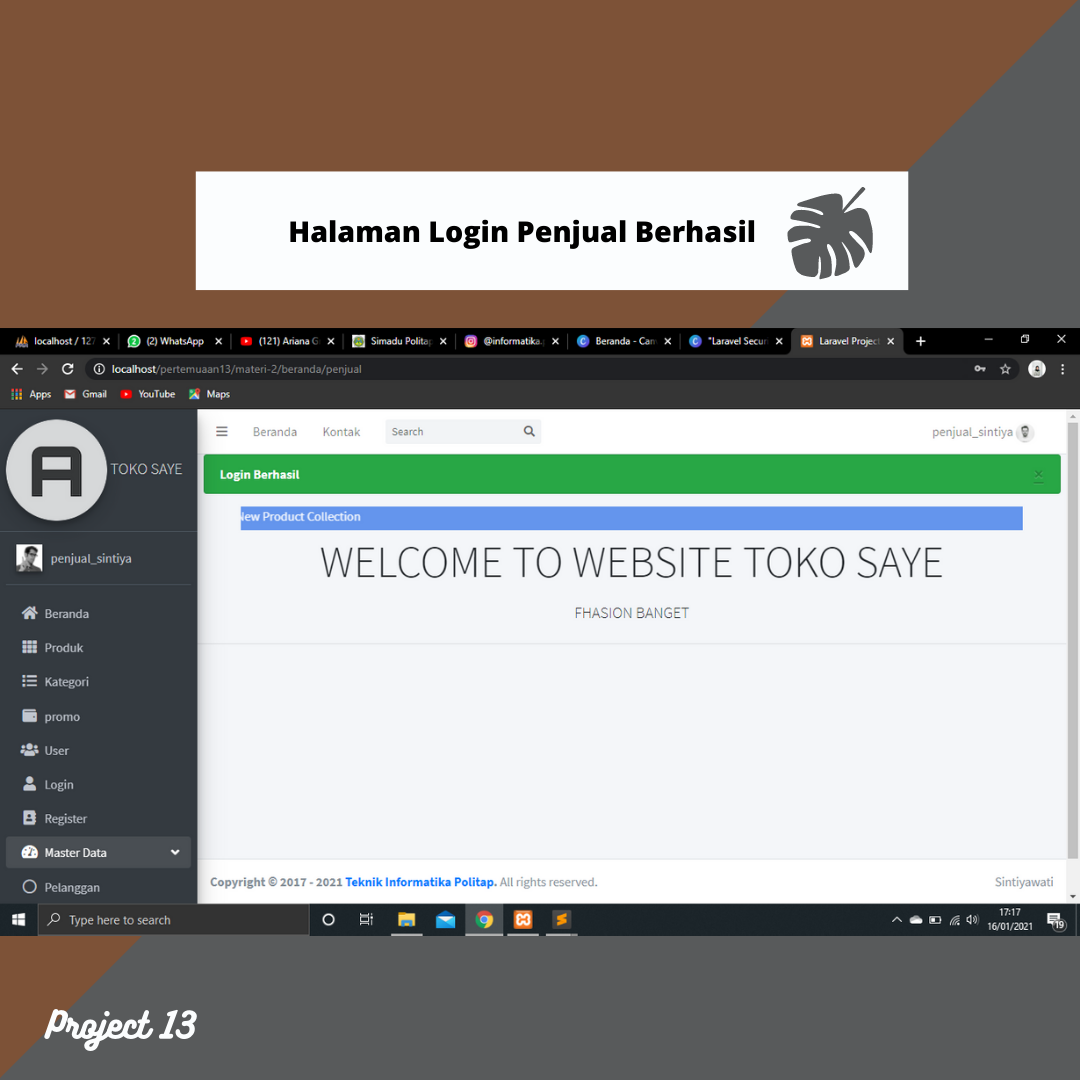 Halaman Login Penjual Berhasil
localhost / 127 (2) WhatsApp (121) Ariana G Simadu Politap @informatika. Beranda - Can "Laravel Secur Laravel Project
localhost/pertemuaan13/materi-2/beranda/penjual
Apps Gmail YouTube Maps
A TOKO SAYE
Beranda Kontak Search penjual_sintiya
Login Berhasil ×
New Product Collection
WELCOME TO WEBSITE TOKO SAYE
FHASION BANGET
penjual_sintiya
Beranda
Produk
Kategori
promo
User
Login
Register
Master Data
Pelanggan
Copyright © 2017 - 2021 Teknik Informatika Politap. All rights reserved. Sintiyawati
Type here to search
17:17
16/01/2021
19
Project 13